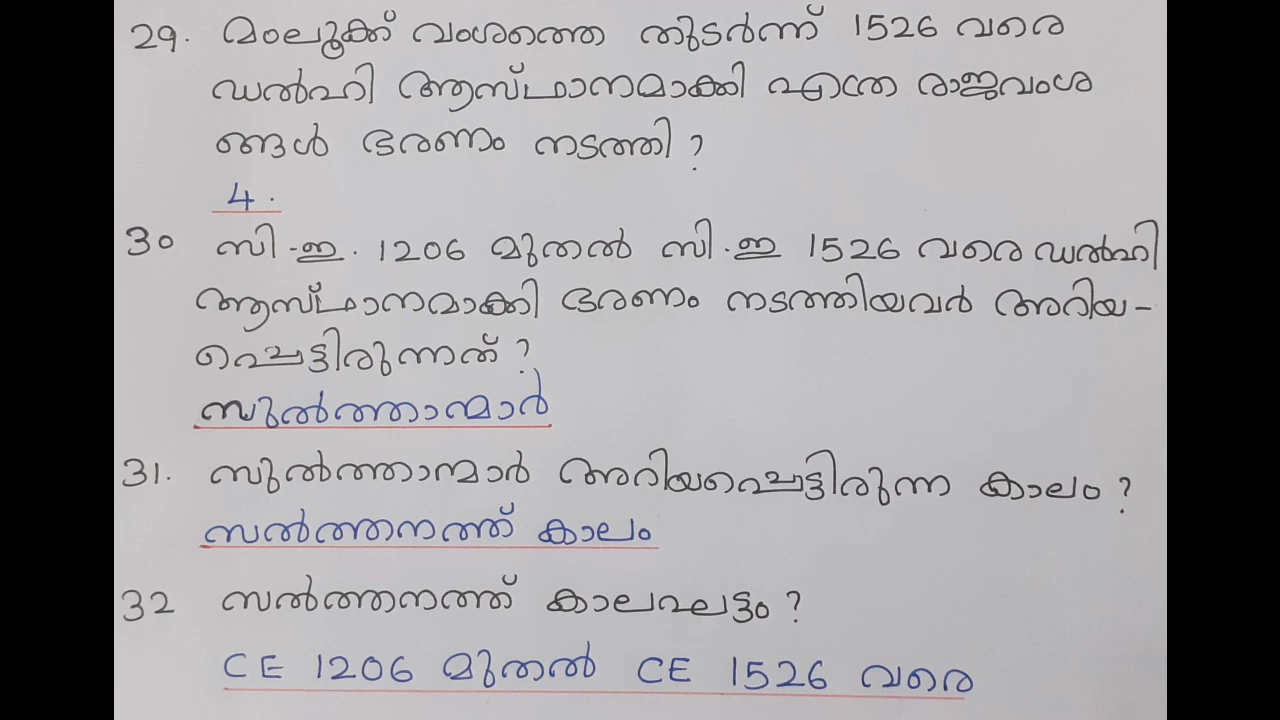 29. മംലൂക്ക് വംശത്തെ തുടർന്ന് 1526 വരെ
ഡൽഹി ആസ്ഥാനമാക്കി എത്ര രാജവംശ
ങ്ങൾ ഭരണം നടത്തി?
4.
30 സി.ഇ. 1206 മുതൽ സി.ഇ 1526 വരെ ഡൽഹി
ആസ്ഥാനമാക്കി ഭരണം നടത്തിയവർ അറിയ-
പ്പെട്ടിരുന്നത്?
സുൽത്താന്മാർ
31. സുൽത്താന്മാർ അറിയപ്പെട്ടിരുന്ന കാലം?
സൽത്തനത്ത് കാലം
32 സൽത്തനത്ത് കാലഘട്ടം?
CE 1206 മുതൽ CE 1526 വരെ